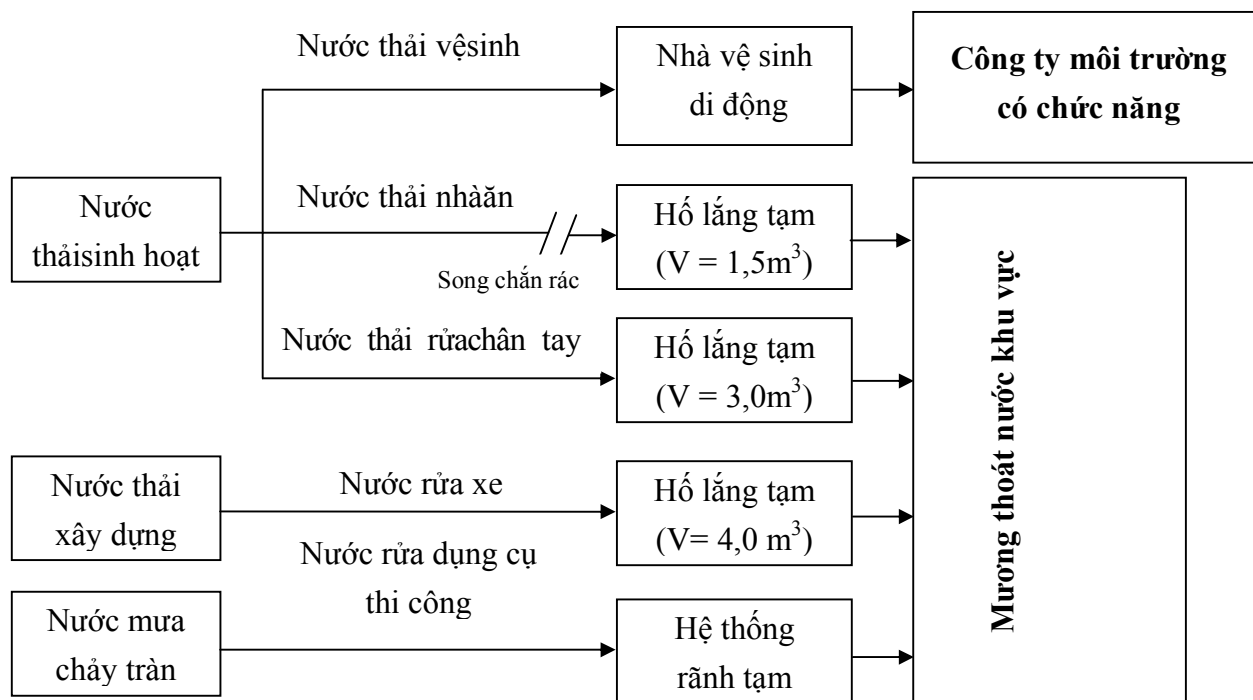 Nước thải vệsinh
Nhà vệ sinh
di động
Công ty môi trường
có chức năng
Nước
thảisinh hoạt
Nước thải nhàăn
Song chắn rác
Hố lắng tạm
(V = 1,5m³)
Nước thải rửachân tay
Hố lắng tạm
(V = 3,0m³)
Mương thoát nước khu vực
Nước thải
xây dựng
Nước rửa xe
Nước rửa dụng cụ
thi công
Hố lắng tạm
(V= 4,0 m³)
Nước mưa
chảy tràn
Hệ thống
rãnh tạm